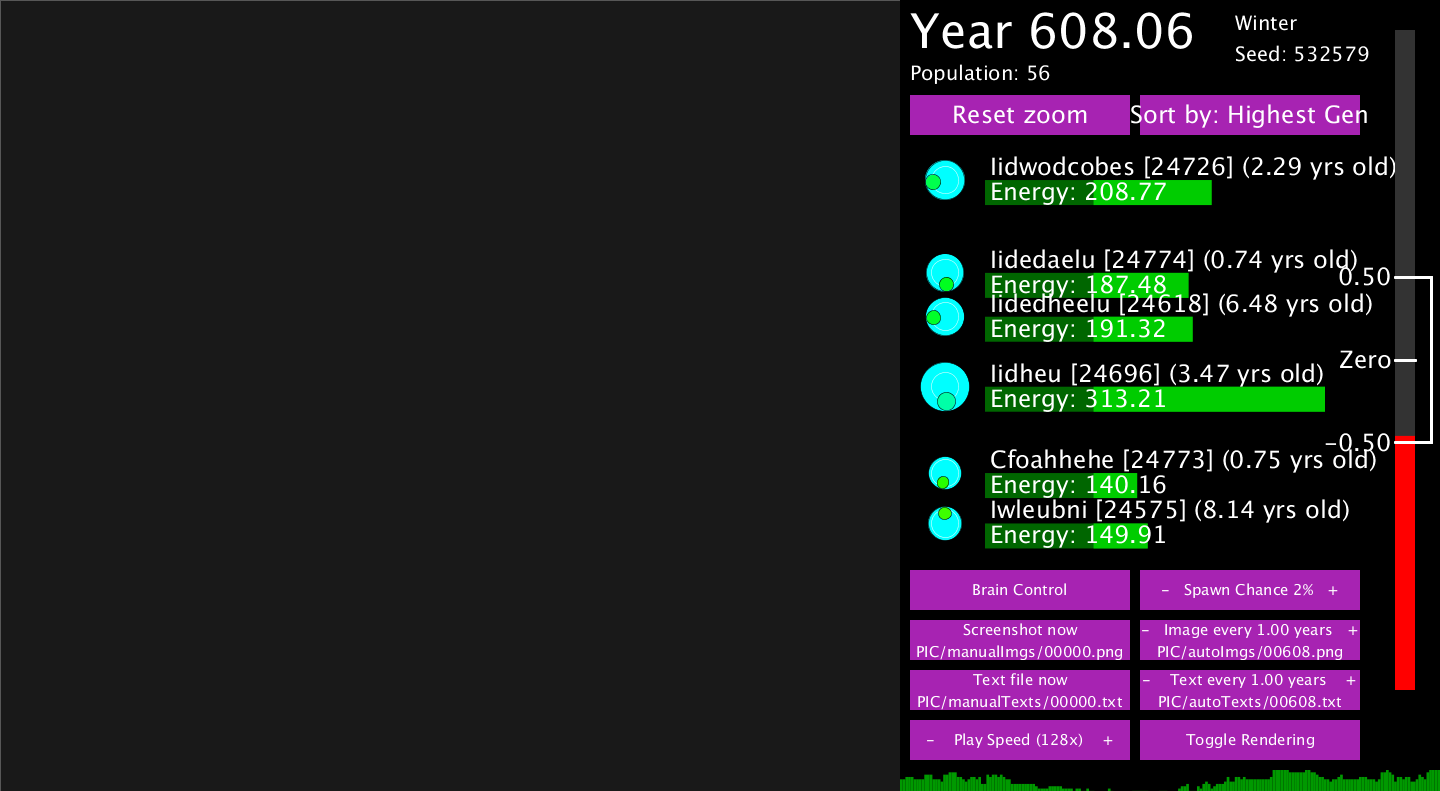 Year 608.06
Winter
Seed: 532579
Population: 56
Reset zoom
Sort by: Highest Gen
Iidwodcobes [24726] (2.29 yrs old)
Energy: 208.77
Iidedaelu [24774] (0.74 yrs old)
Energy: 187.48
0.50
Iidedheelu [24618] (6.48 yrs old)
Energy: 191.32
Zero
Iidheu [24696] (3.47 yrs old)
Energy: 313.21
-0.50
Cfoahhehe [24773] (0.75 yrs old)
Energy: 140.16
Iwleubni [24575] (8.14 yrs old)
Energy: 149.91
Brain Control
- Spawn Chance 2% +
Screenshot now
PIC/manualImgs/00000.png
- Image every 1.00 years +
PIC/autoImgs/00608.png
Text file now
PIC/manualTexts/00000.txt
- Text every 1.00 years +
PIC/autoTexts/00608.txt
- Play Speed (128x) +
Toggle Rendering